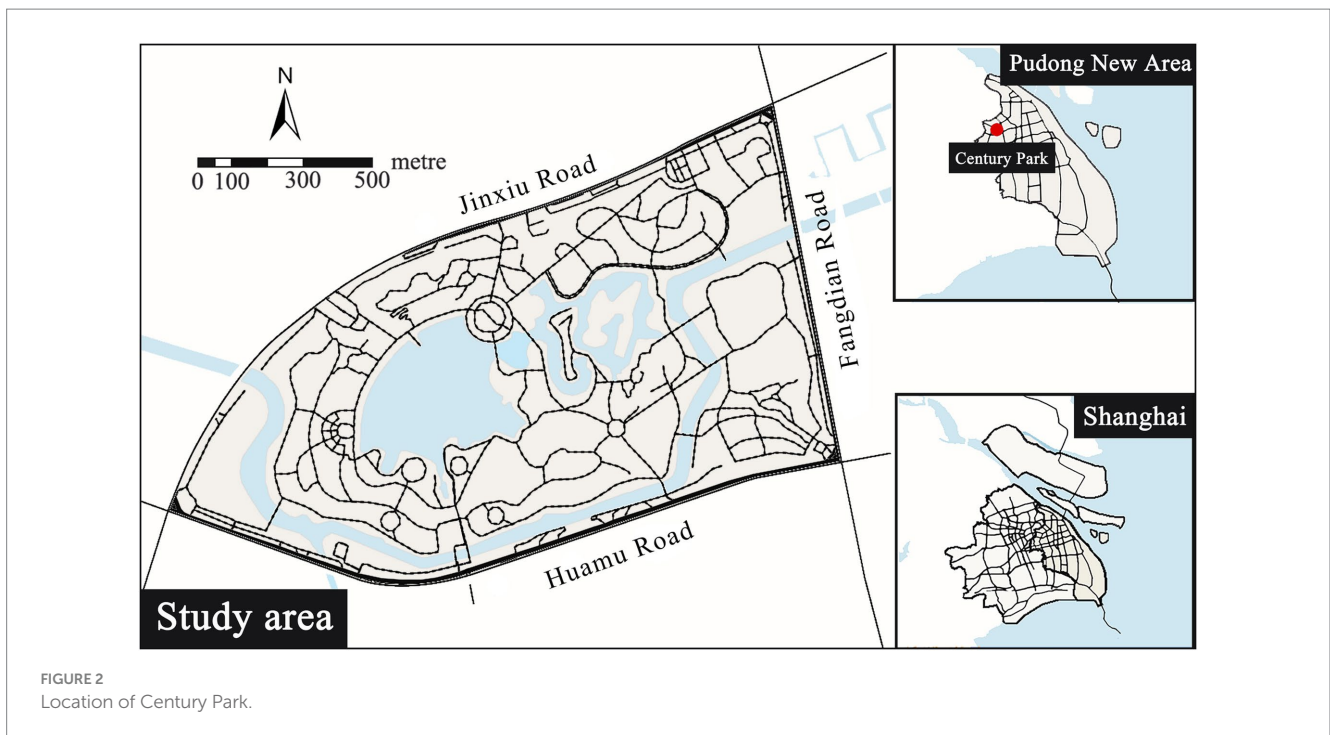 N
metre
0 100 300 500
Jinxiu Road
Fangdian Road
Huamu Road
Study area
Pudong New Area
Century Park
Shanghai
FIGURE 2
Location of Century Park.